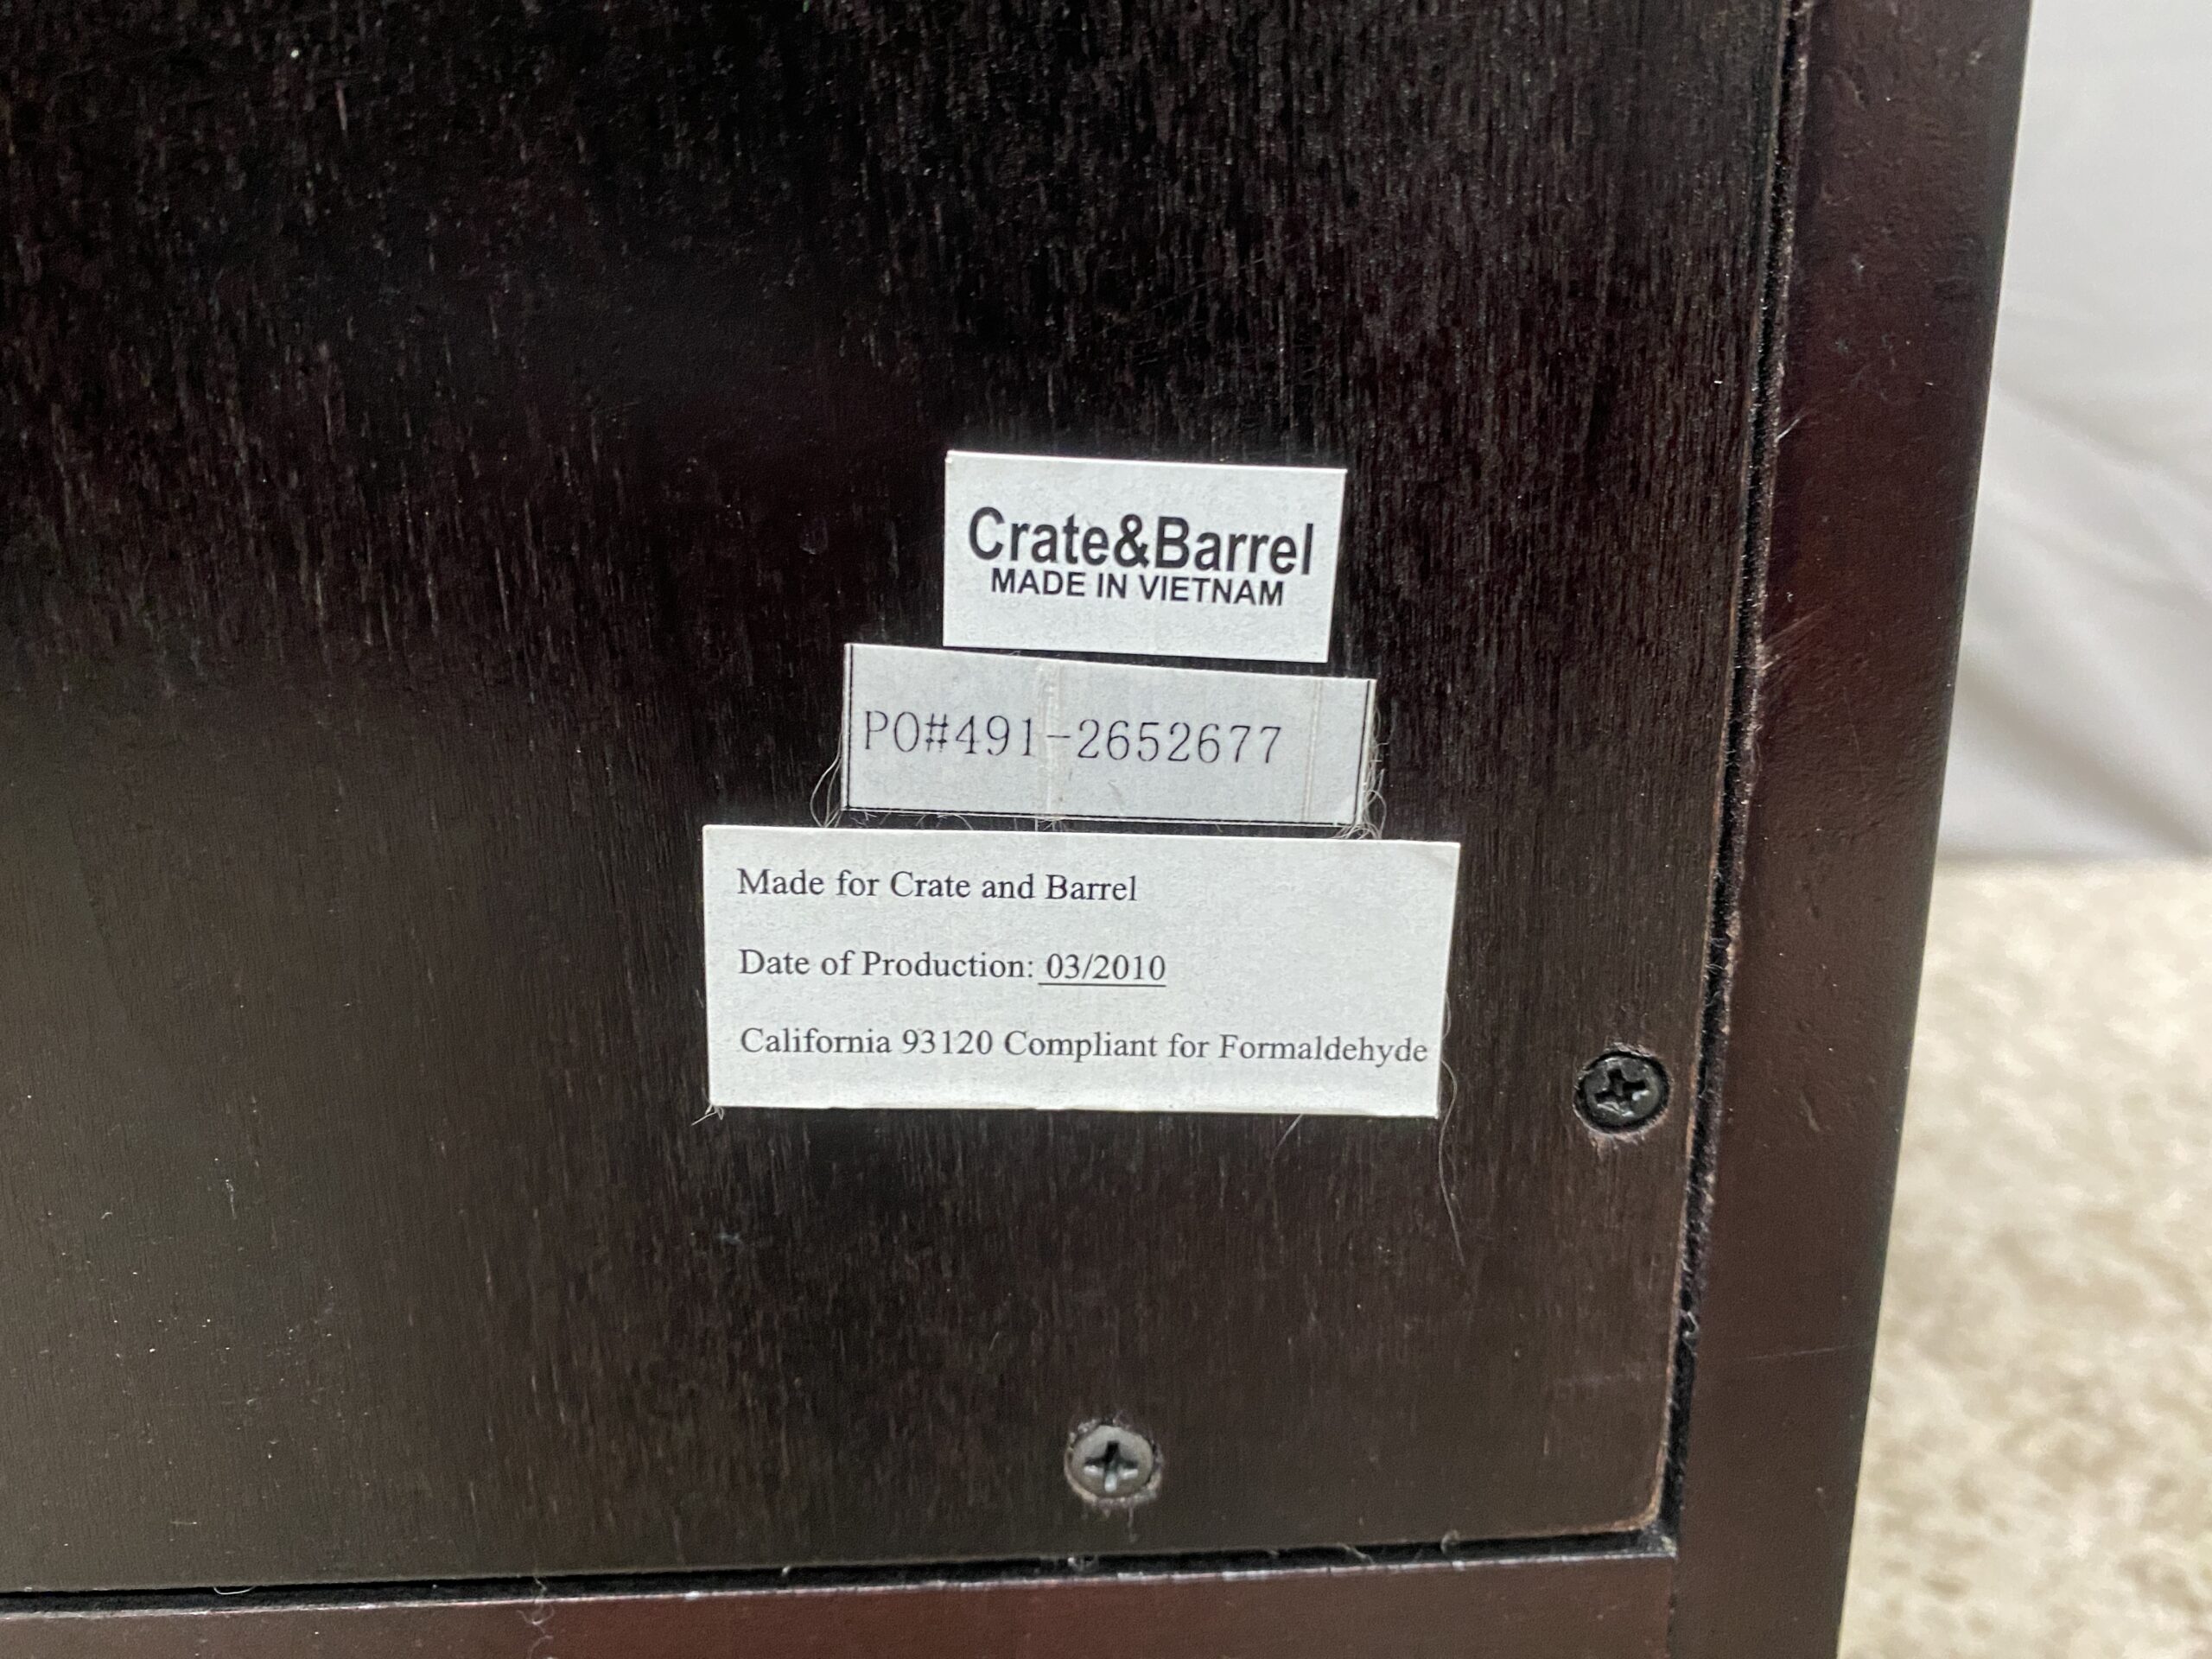 Crate&Barrel
MADE IN VIETNAM
PO#491-2652677
Made for Crate and Barrel
Date of Production: 03/2010
California 93120 Compliant for Formaldehyde